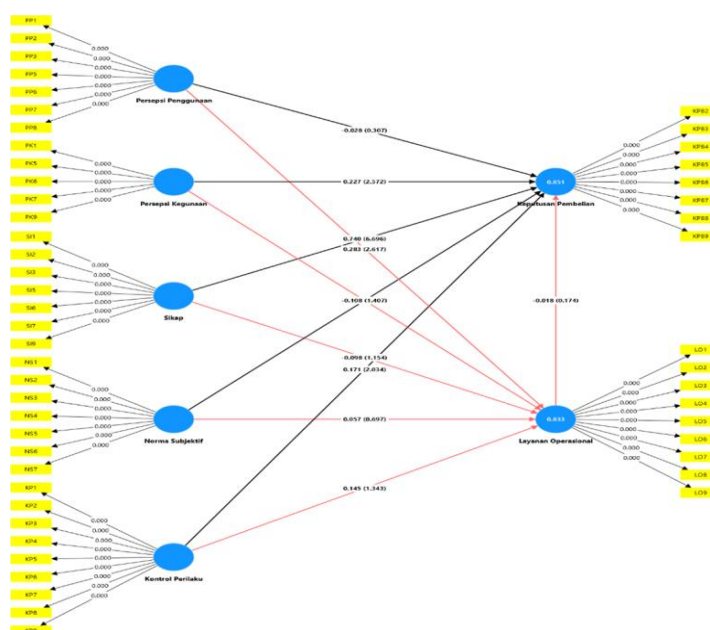 PP1
PP2
PP3
PP5
PP6
PP7
PP8
0.000
0.000
0.000
0.000
0.000
0.000
0.000
Persepsi Penggunaan
PK1
PK5
PK6
PK7
PK9
0.000
0.000
0.000
0.000
0.000
Persepsi Kegunaan
SI1
SI2
SI3
SI5
SI6
SI7
SI8
0.000
0.000
0.000
0.000
0.000
0.000
0.000
Sikap
NS1
NS2
NS3
NS4
NS5
NS6
NS7
0.000
0.000
0.000
0.000
0.000
0.000
0.000
Norma Subjektif
KP1
KP2
KP3
KP4
KP5
KP6
KP7
KP8
0.000
0.000
0.000
0.000
0.000
0.000
0.000
0.000
0.000
Kontrol Perilaku
-0.028 (0.307)
0.227 (2.372)
0.740 (6.696)
0.283 (2.617)
-0.108 (1.407)
-0.098 (1.154)
0.171 (2.034)
0.057 (0.697)
0.145 (1.343)
-0.018 (0.174)
0.851
Keputusan Pembelian
0.000
0.000
0.000
0.000
0.000
0.000
0.000
0.000
KPB2
KPB3
KPB4
KPB5
KPB6
KPB7
KPB8
KPB9
0.833
Layanan Operasional
0.000
0.000
0.000
0.000
0.000
0.000
0.000
0.000
0.000
LO1
LO2
LO3
LO4
LO5
LO6
LO7
LO8
LO9